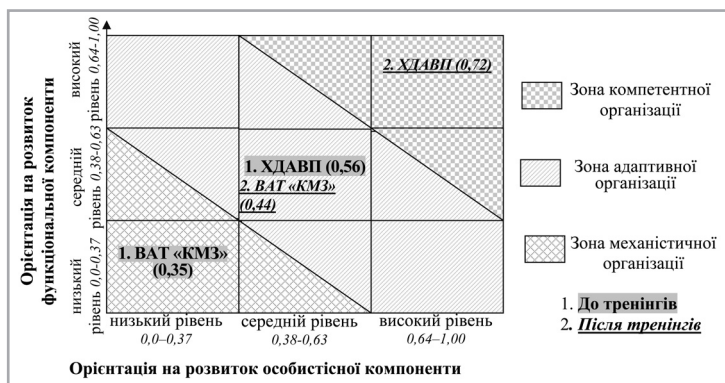 Орієнтація на розвиток
функціональної компоненти
високий
рівень 0,64-1,00
середній
рівень 0,38-0,63
низький
рівень 0,0-0,37
2. ХДАВП (0,72)
1. ХДАВП (0,56)
2. ВАТ «КМЗ»
(0,44)
1. ВАТ «КМЗ»
(0,35)
низький рівень
0,0–0,37
середній рівень
0,38-0,63
високий рівень
0,64–1,00
Орієнтація на розвиток особистісної компоненти
Зона компетентної
організації
Зона адаптивної
організації
Зона механістичної
організації
1. До тренінгів
2. Після тренінгів